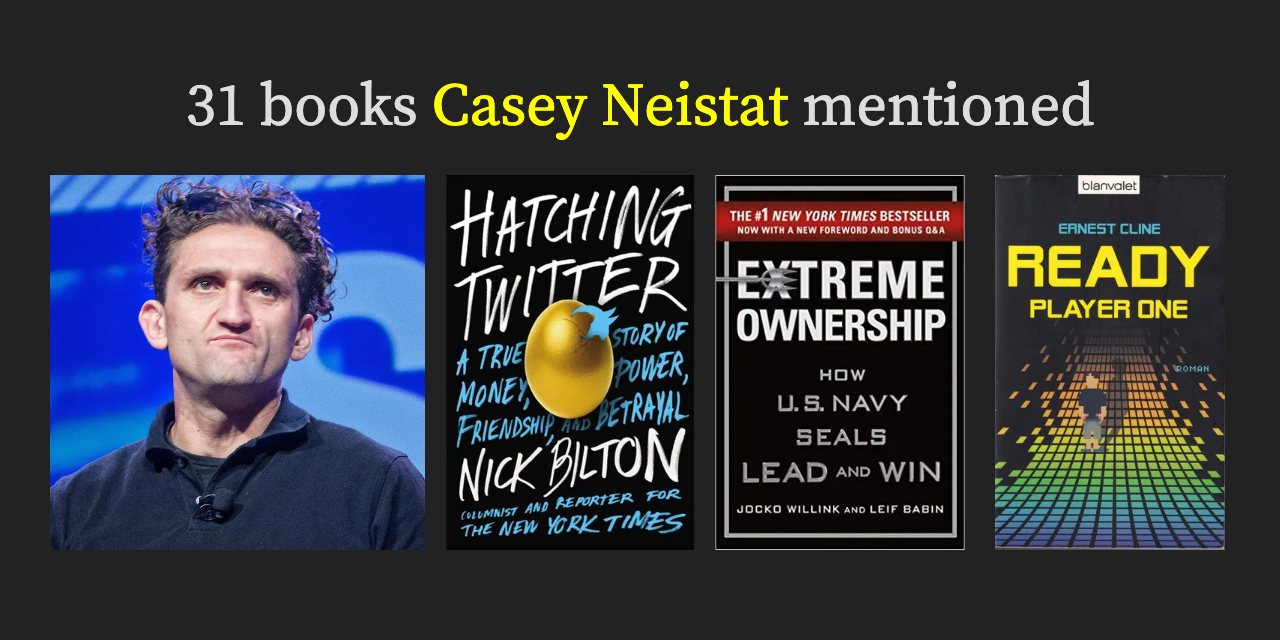 31 books Casey Neistat mentioned
HATCHING
TWITTER
A TRUE STORY OF
MONEY, POWER,
FRIENDSHIP, AND BETRAYAL
NICK BILTON
COLUMNIST AND REPORTER FOR
THE NEW YORK TIMES
THE #1 NEW YORK TIMES BESTSELLER
NOW WITH A NEW FOREWORD AND BONUS Q&A
EXTREME
OWNERSHIP
HOW
U.S. NAVY
SEALS
LEAD AND WIN
JOCKO WILLINK AND LEIF BABIN
blanvalet
ERNEST CLINE
READY
PLAYER ONE
ROMAN